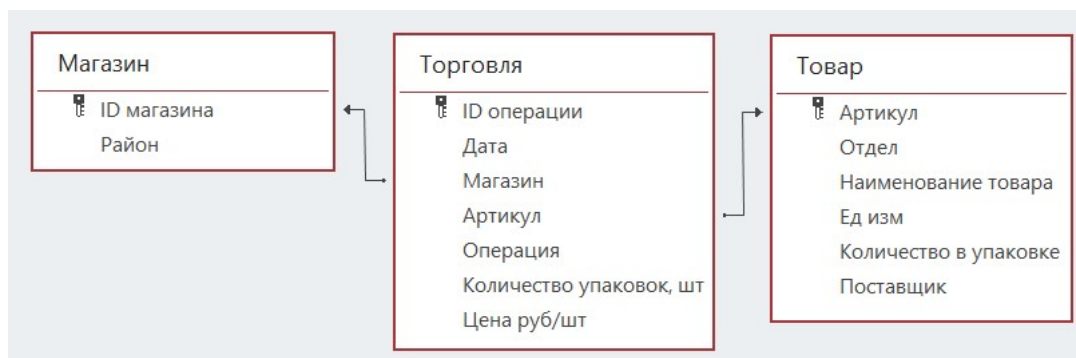 Магазин
ID магазина
Район
Торговля
ID операции
Дата
Магазин
Артикул
Операция
Количество упаковок, шт
Цена руб/шт
Товар
Артикул
Отдел
Наименование товара
Ед изм
Количество в упаковке
Поставщик